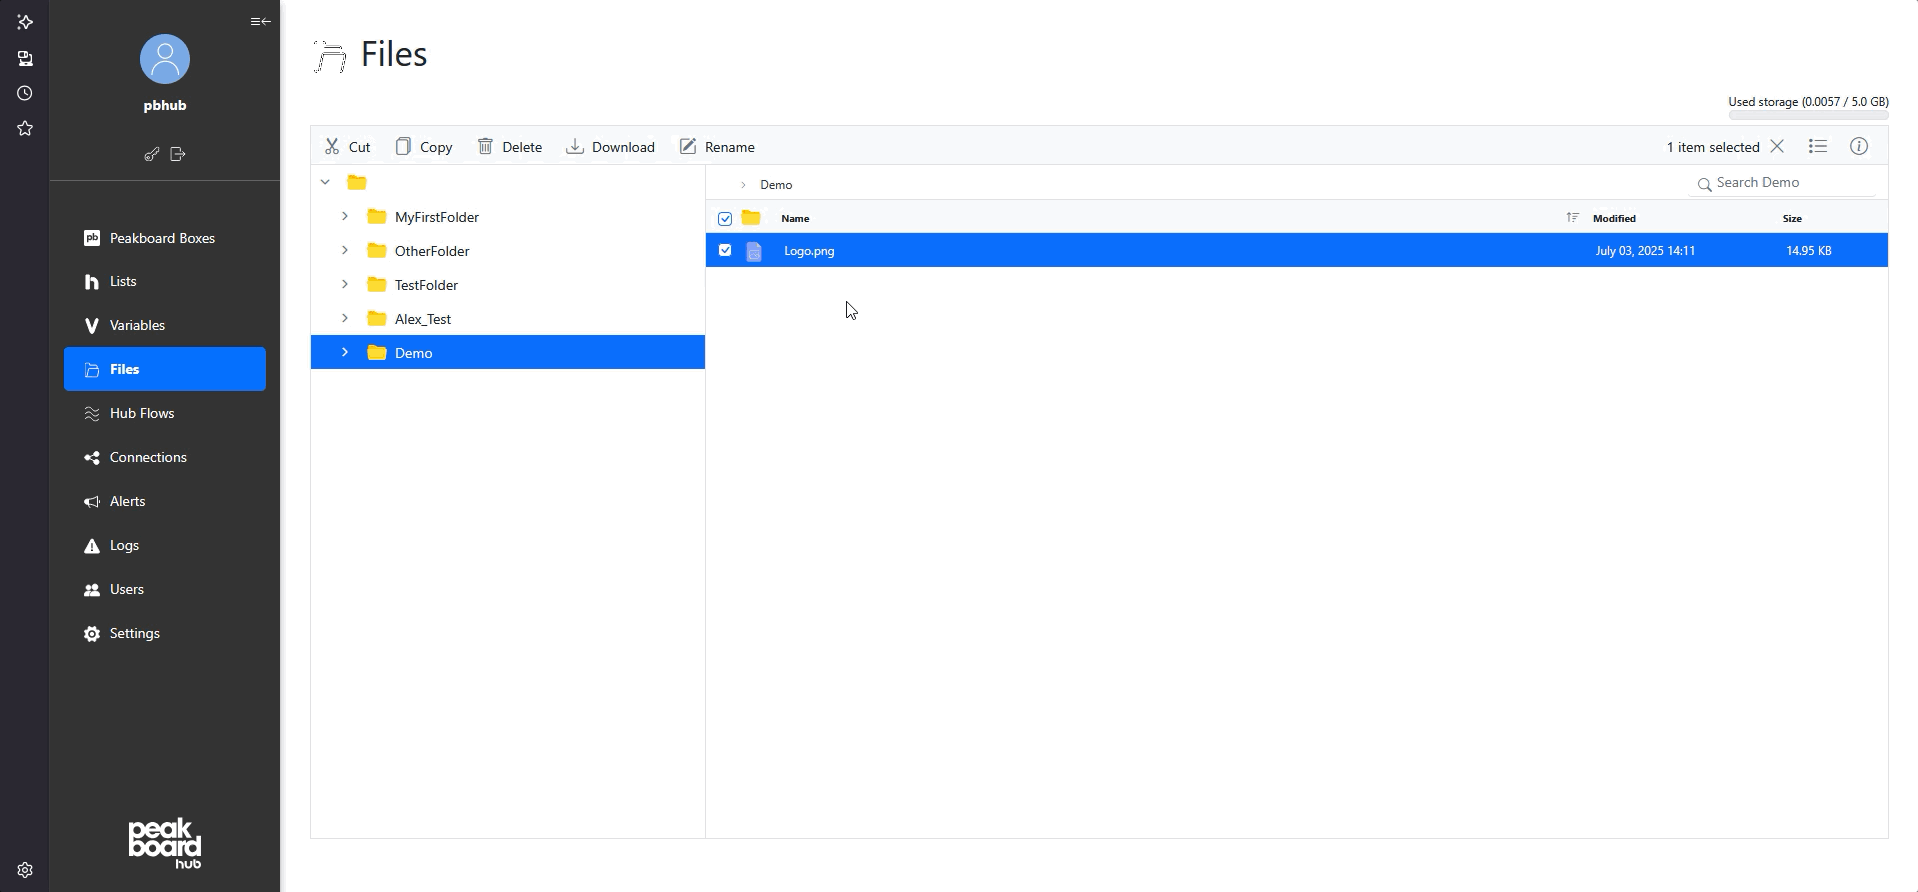 pbhub
Peakboard Boxes
Lists
Variables
Files
Hub Flows
Connections
Alerts
Logs
Users
Settings
peak
board
hub
Files
Used storage (0.0057 / 5.0 GB)
Cut Copy Delete Download Rename 1 item selected
MyFirstFolder
OtherFolder
TestFolder
Alex_Test
Demo
> Demo Search Demo
Name Modified Size
Logo.png July 03, 2025 14:11 14.95 KB